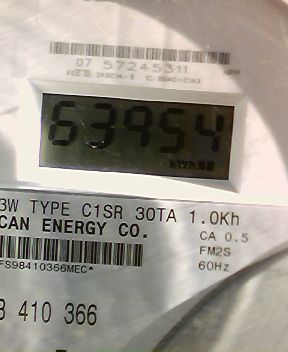 07 57245311
63954
3W TYPE C1SR 30TA 1.0Kh
CAN ENERGY CO.
CA 0.5
FM2S
60Hz
FS98410366MEC*
8 410 366